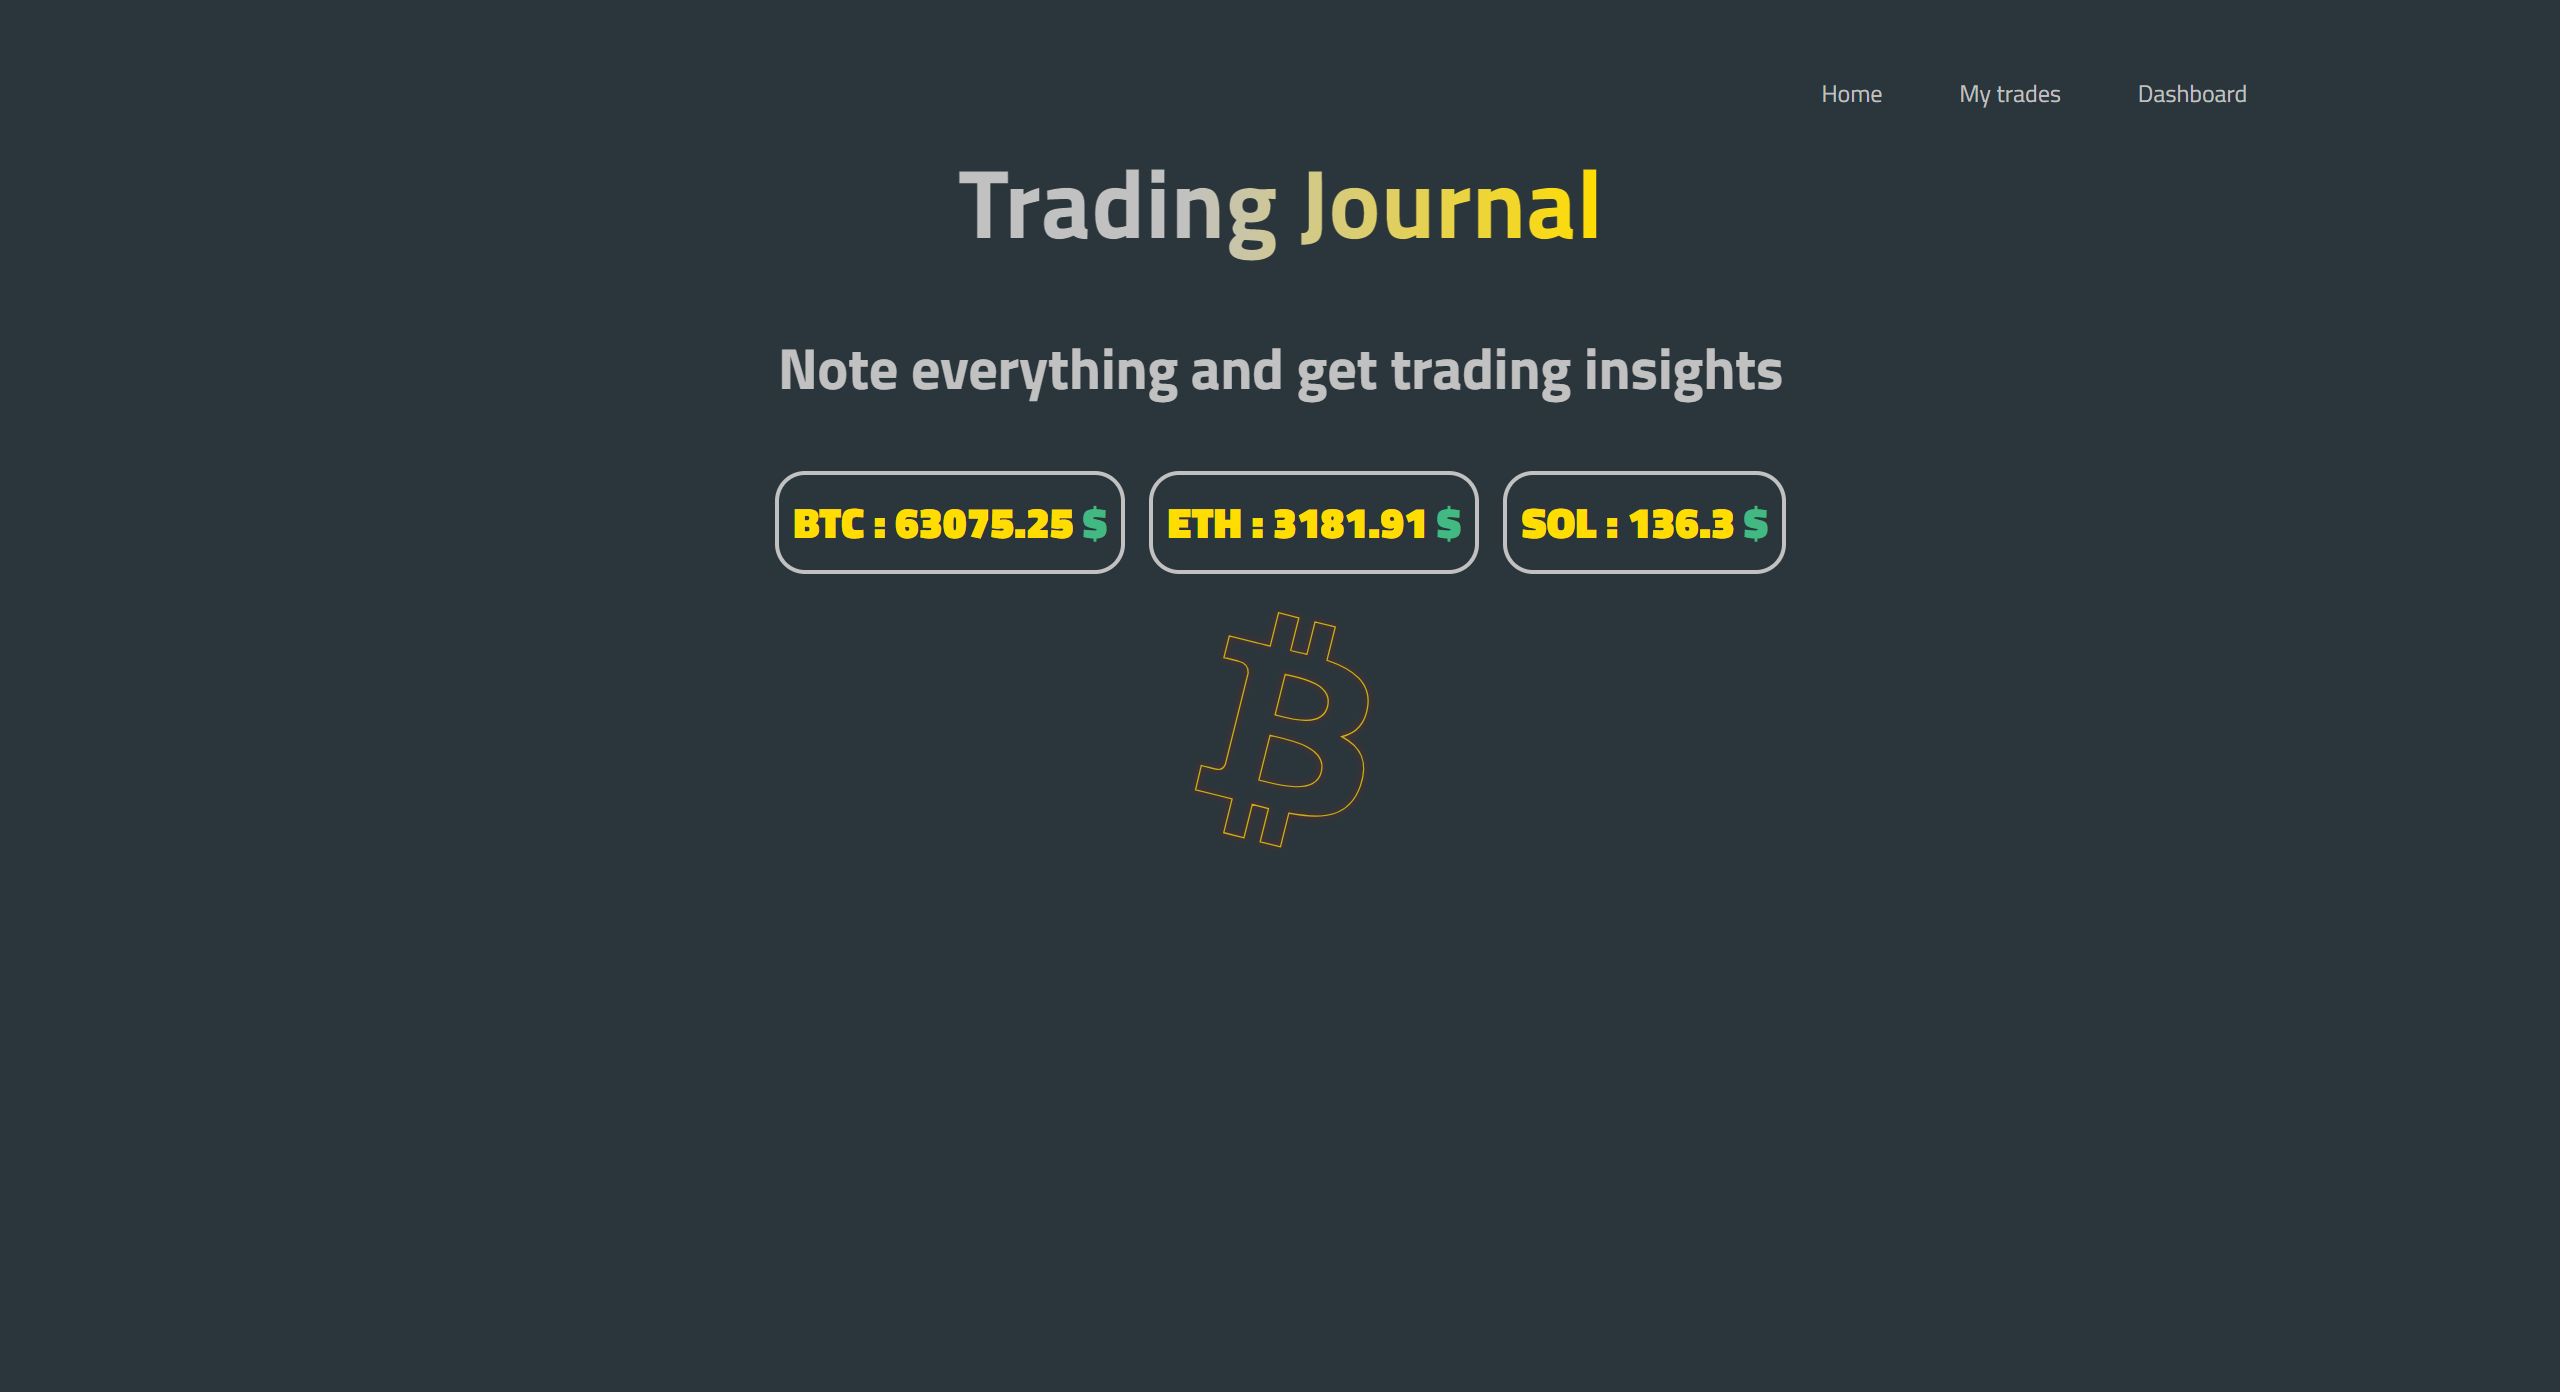 Home My trades Dashboard
Trading Journal
Note everything and get trading insights
BTC : 63075.25 $ ETH : 3181.91 $ SOL : 136.3 $